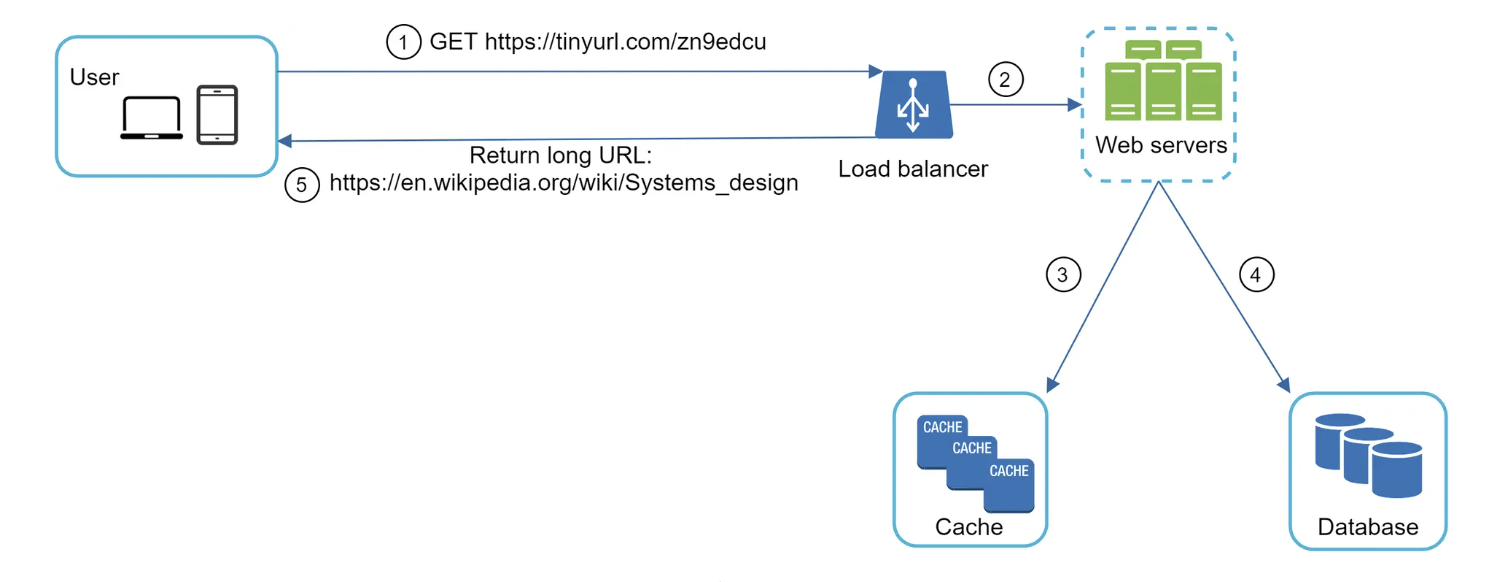 1 GET https://tinyurl.com/zn9edcu
User
2
Web servers
Load balancer
Return long URL:
5 https://en.wikipedia.org/wiki/Systems_design
3
4
CACHE
CACHE
CACHE
Cache
Database